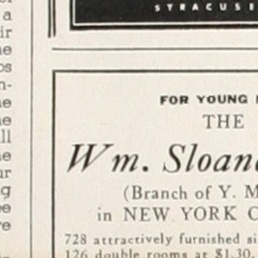 SYRACUSE
FOR YOUNG
THE
Wm. Sloan
(Branch of Y. M
in NEW YORK C
728 attractively furnished si
126 double rooms at $1.30,